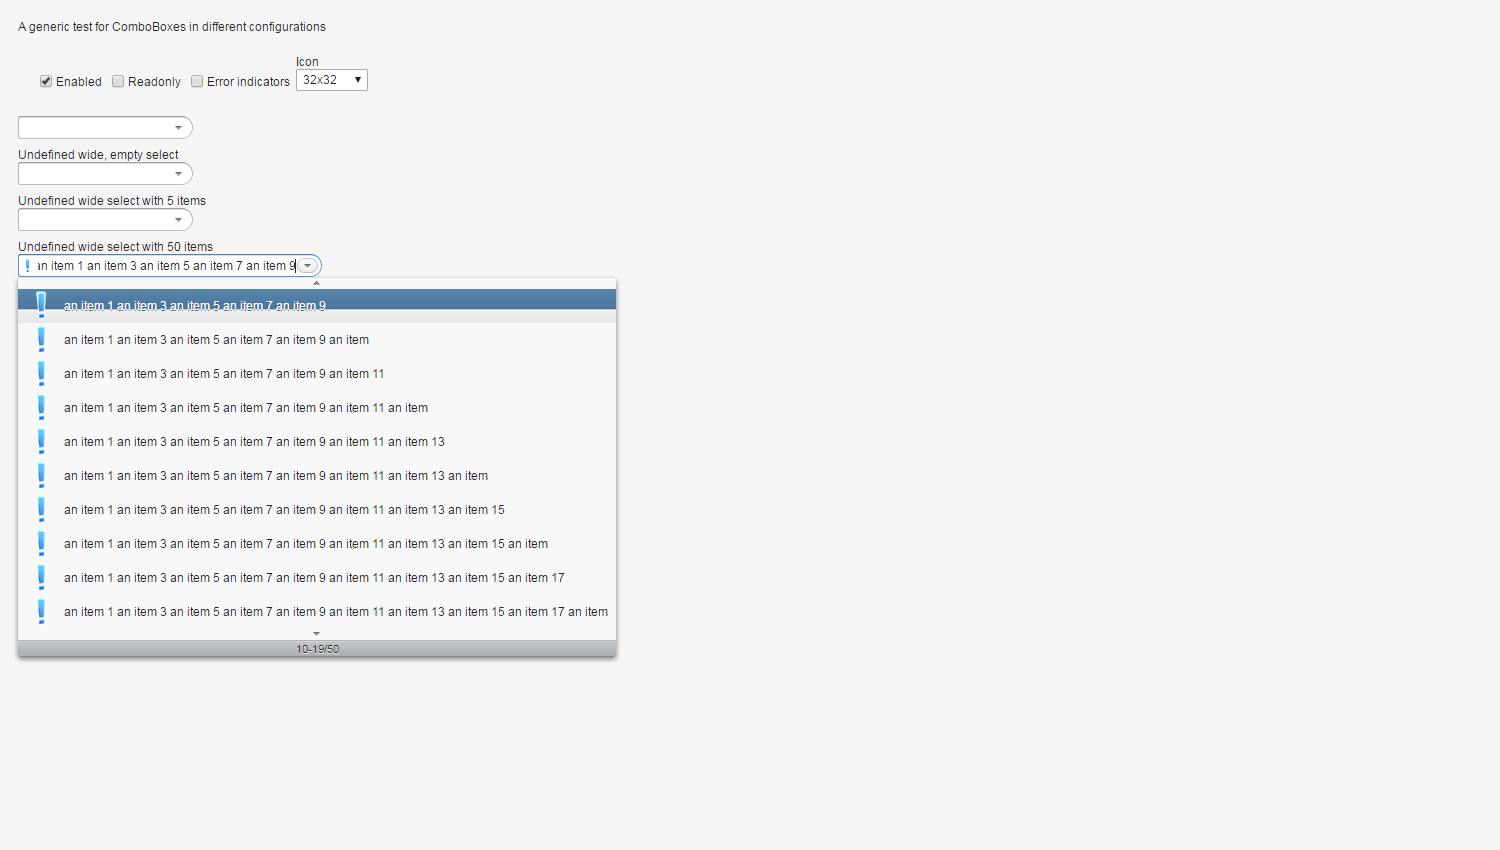 A generic test for ComboBoxes in different configurations
Icon
Enabled Readonly Error indicators 32x32
Undefined wide, empty select
Undefined wide select with 5 items
Undefined wide select with 50 items
an item 1 an item 3 an item 5 an item 7 an item 9
an item 1 an item 3 an item 5 an item 7 an item 9
an item 1 an item 3 an item 5 an item 7 an item 9 an item
an item 1 an item 3 an item 5 an item 7 an item 9 an item 11
an item 1 an item 3 an item 5 an item 7 an item 9 an item 11 an item
an item 1 an item 3 an item 5 an item 7 an item 9 an item 11 an item 13
an item 1 an item 3 an item 5 an item 7 an item 9 an item 11 an item 13 an item
an item 1 an item 3 an item 5 an item 7 an item 9 an item 11 an item 13 an item 15
an item 1 an item 3 an item 5 an item 7 an item 9 an item 11 an item 13 an item 15 an item
an item 1 an item 3 an item 5 an item 7 an item 9 an item 11 an item 13 an item 15 an item 17
an item 1 an item 3 an item 5 an item 7 an item 9 an item 11 an item 13 an item 15 an item 17 an item
10-19/50